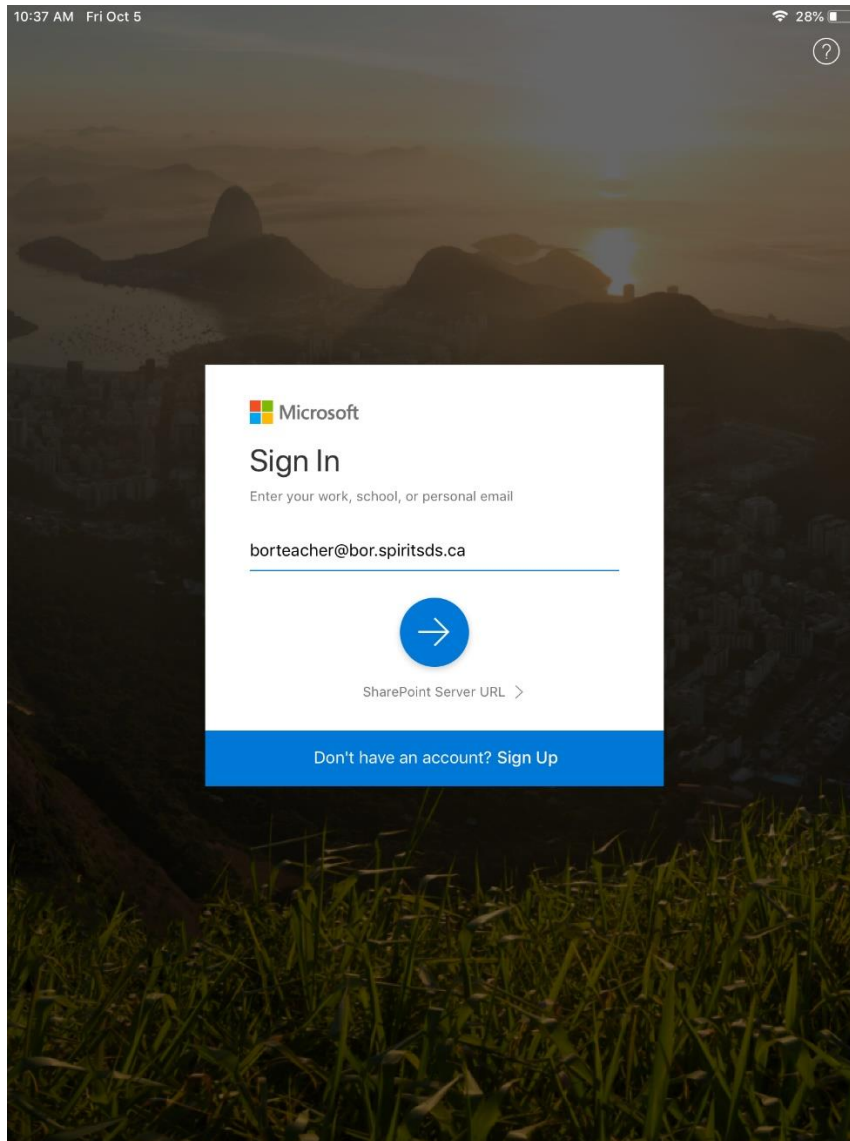 10:37 AM Fri Oct 5 28%
?
Microsoft
Sign In
Enter your work, school, or personal email
borteacher@bor.spiritsds.ca
SharePoint Server URL >
Don't have an account? Sign Up